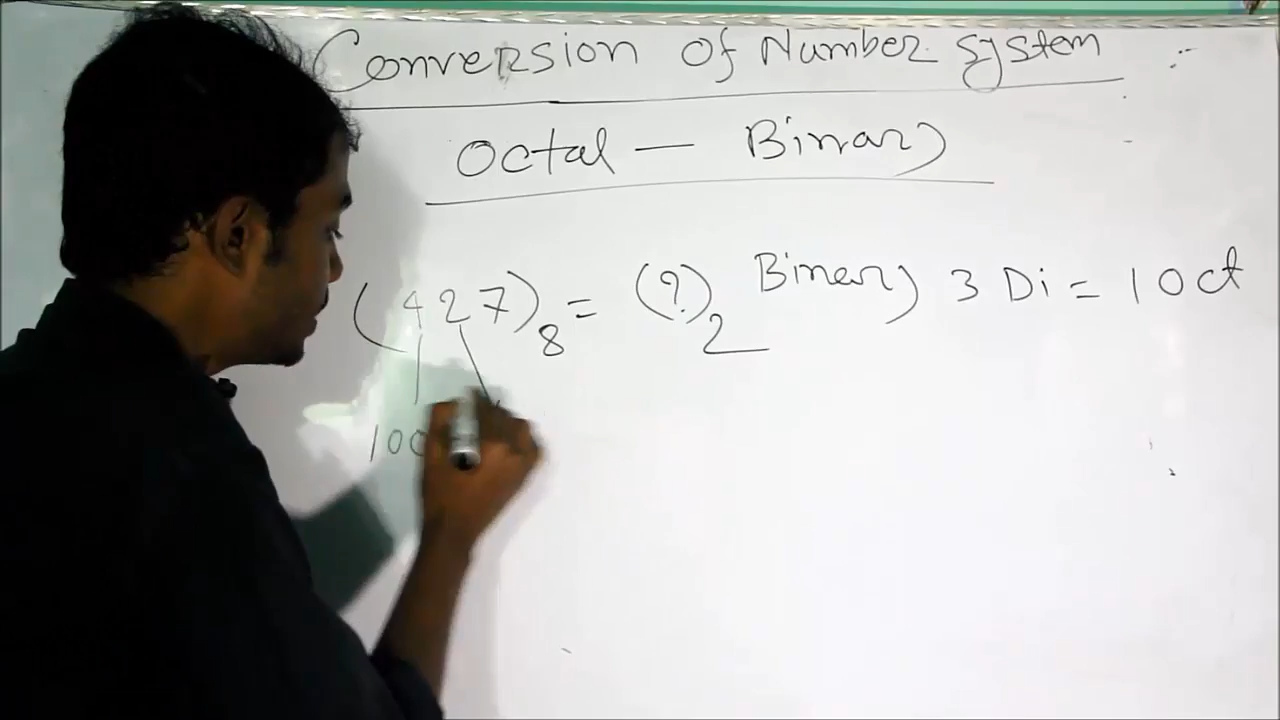 Conversion of Number System
Octal — Binary
(427)8 = (?)2 Binary 3 Di = 1 Oct
100